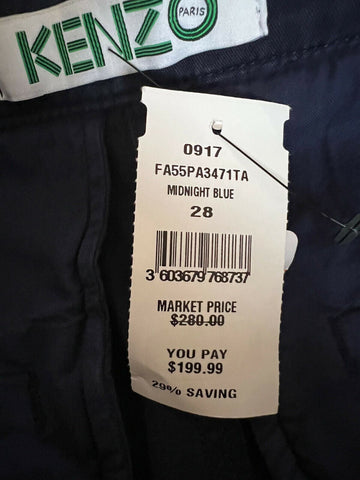 KENZO
PARIS
0917
FA55PA3471TA
MIDNIGHT BLUE
28
3 603679 768737
MARKET PRICE
$280.00
YOU PAY
$199.99
29% SAVING